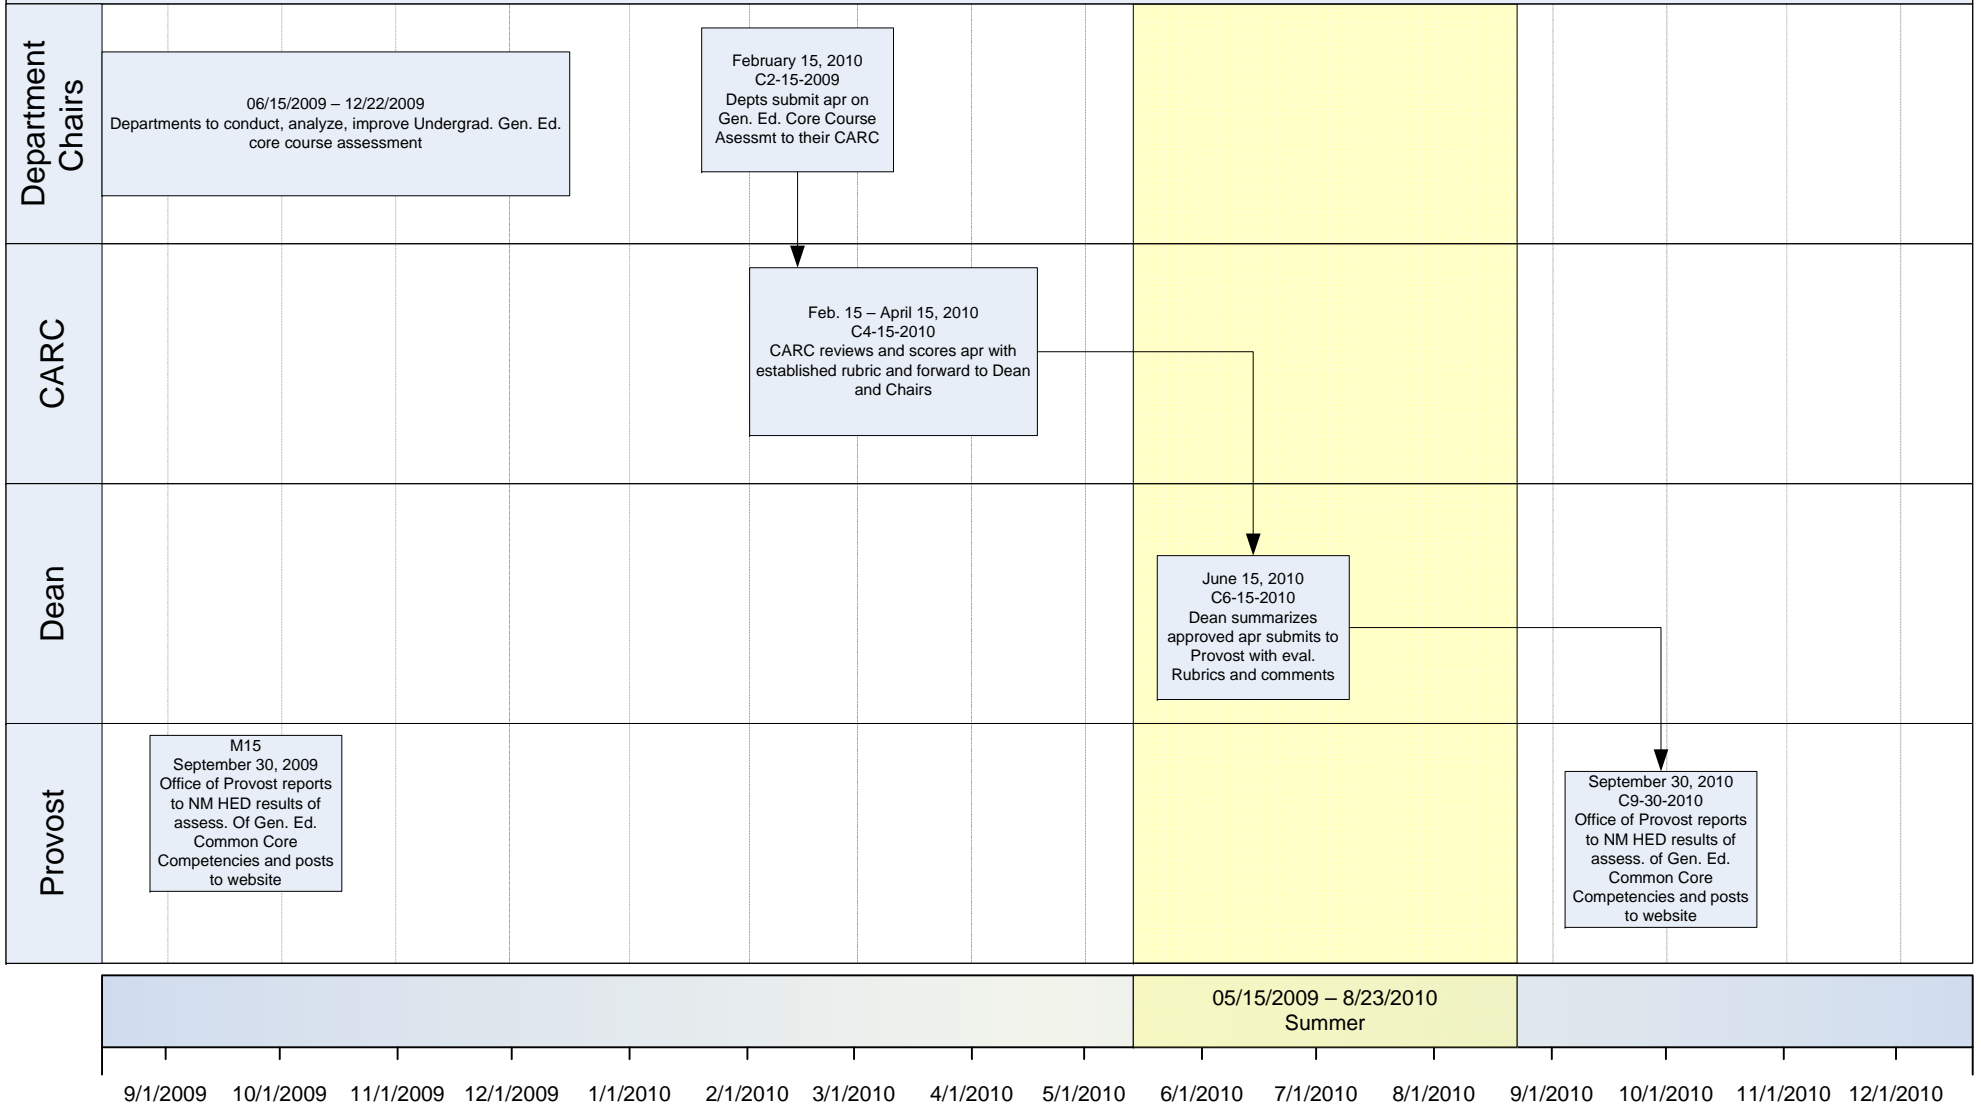 Department
Chairs
06/15/2009 – 12/22/2009
Departments to conduct, analyze, improve Undergrad. Gen. Ed.
core course assessment
February 15, 2010
C2-15-2009
Depts submit apr on
Gen. Ed. Core Course
Asessmt to their CARC
CARC
Feb. 15 – April 15, 2010
C4-15-2010
CARC reviews and scores apr with
established rubric and forward to Dean
and Chairs
Dean
June 15, 2010
C6-15-2010
Dean summarizes
approved apr submits to
Provost with eval.
Rubrics and comments
Provost
M15
September 30, 2009
Office of Provost reports
to NM HED results of
assess. Of Gen. Ed.
Common Core
Competencies and posts
to website
September 30, 2010
C9-30-2010
Office of Provost reports
to NM HED results of
assess. of Gen. Ed.
Common Core
Competencies and posts
to website
05/15/2009 – 8/23/2010
Summer
9/1/2009 10/1/2009 11/1/2009 12/1/2009 1/1/2010 2/1/2010 3/1/2010 4/1/2010 5/1/2010 6/1/2010 7/1/2010 8/1/2010 9/1/2010 10/1/2010 11/1/2010 12/1/2010